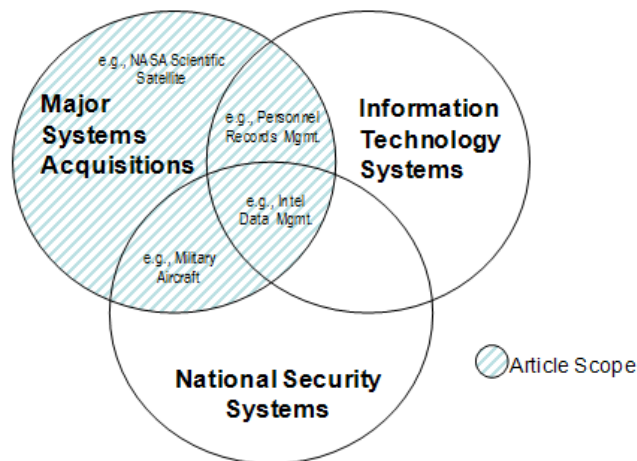 e.g., NASA Scientific
Satellite
Major
Systems
Acquisitions
e.g., Personnel
Records Mgmt.
Information
Technology
Systems
e.g., Intel
Data Mgmt.
e.g., Military
Aircraft
National Security
Systems
Article Scope